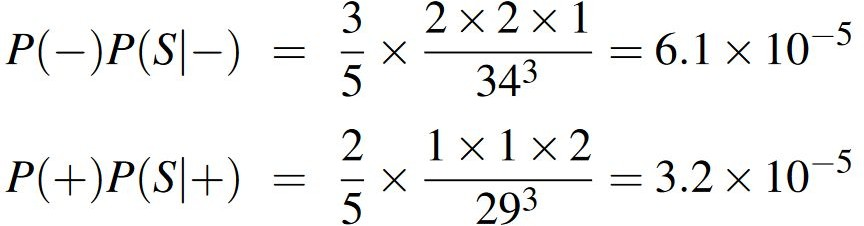 P(−)P(S|−) = 3/5 × 2 × 2 × 1/34³ = 6.1 × 10⁻⁵
P(+)P(S|+) = 2/5 × 1 × 1 × 2/29³ = 3.2 × 10⁻⁵